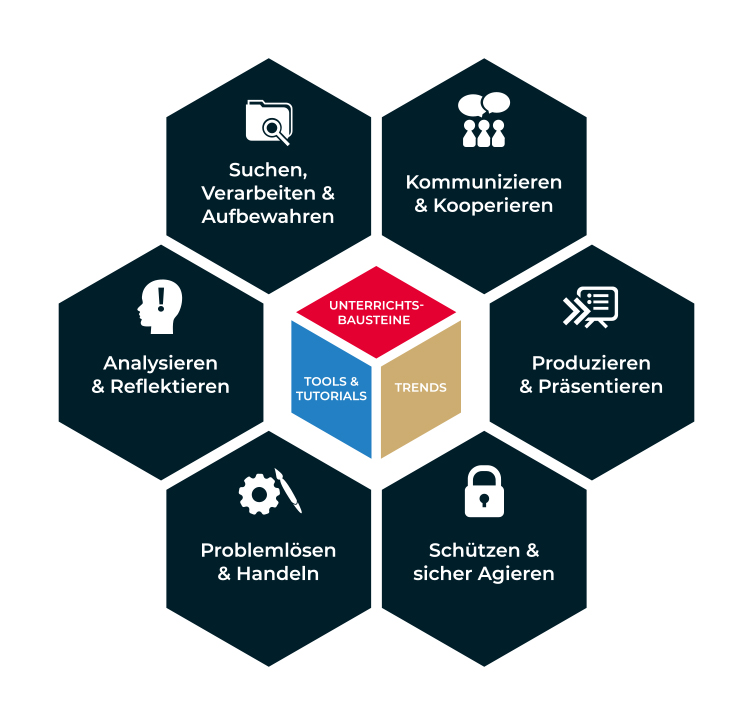 Suchen,
Verarbeiten &
Aufbewahren
Kommunizieren
& Kooperieren
Analysieren
& Reflektieren
UNTERRICHTS-
BAUSTEINE
TOOLS &
TUTORIALS
TRENDS
Produzieren
& Präsentieren
Problemlösen
& Handeln
Schützen &
sicher Agieren